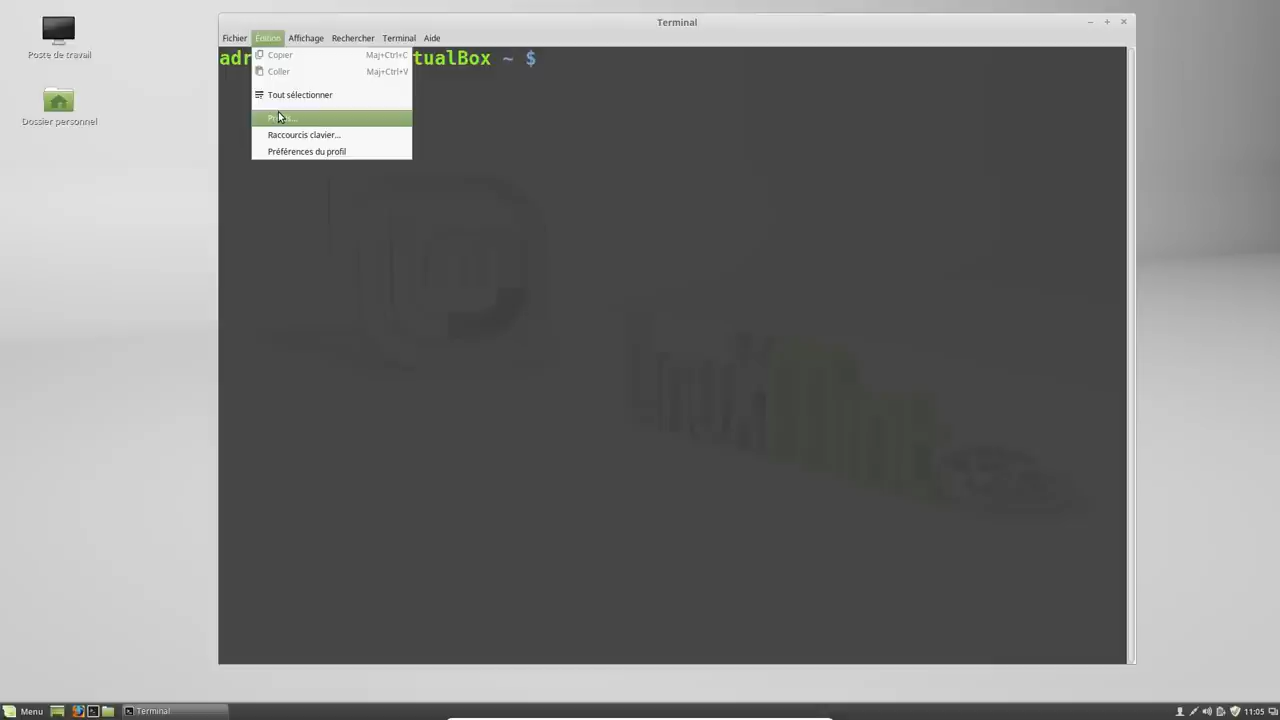 Terminal
Poste de travail
Dossier personnel
Fichier Édition Affichage Rechercher Terminal Aide
adr tualBox ~ $
Copier Maj+Ctrl+C
Coller Maj+Ctrl+V
Tout sélectionner
Raccourcis clavier...
Préférences du profil
Menu Terminal 11:05